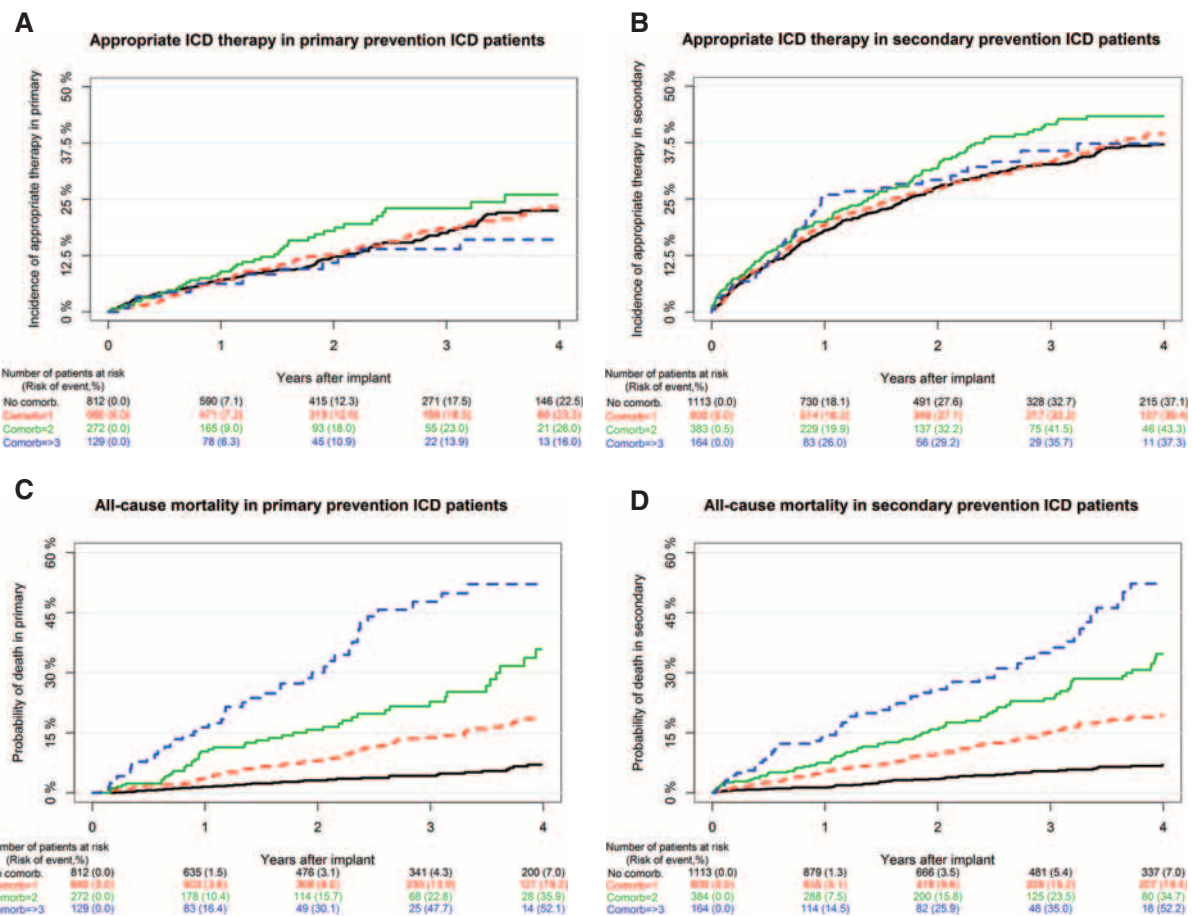 A
Appropriate ICD therapy in primary prevention ICD patients
Incidence of appropriate therapy in primary
50 %
37.5 %
25 %
12.5 %
0 %
0 1 2 3 4
Years after implant
Number of patients at risk
(Risk of event,%)
No comorb. 812 (0.0) 590 (7.1) 415 (12.3) 271 (17.5) 146 (22.5)
Comorb=2 272 (0.0) 165 (9.0) 93 (18.0) 55 (23.0) 21 (26.0)
Comorb=>3 129 (0.0) 78 (6.3) 45 (10.9) 22 (13.9) 13 (16.0)
B
Appropriate ICD therapy in secondary prevention ICD patients
Incidence of appropriate therapy in secondary
50 %
37.5 %
25 %
12.5 %
0 %
0 1 2 3 4
Years after implant
Number of patients at risk
(Risk of event,%)
No comorb. 1113 (0.0) 730 (18.1) 491 (27.6) 328 (32.7) 215 (37.1)
Comorb=2 383 (0.5) 229 (19.9) 137 (32.2) 75 (41.5) 46 (43.3)
Comorb=>3 164 (0.0) 83 (26.0) 56 (29.2) 29 (35.7) 11 (37.3)
C
All-cause mortality in primary prevention ICD patients
Probability of death in primary
60 %
45 %
30 %
15 %
0 %
0 1 2 3 4
Years after implant
umber of patients at risk
(Risk of event,%)
o comorb. 812 (0.0) 635 (1.5) 476 (3.1) 341 (4.3) 200 (7.0)
omorb=2 272 (0.0) 178 (10.4) 114 (15.7) 68 (22.8) 28 (35.9)
omorb=>3 129 (0.0) 83 (16.4) 49 (30.1) 25 (47.7) 14 (52.1)
D
All-cause mortality in secondary prevention ICD patients
Probability of death in secondary
60 %
45 %
30 %
15 %
0 %
0 1 2 3 4
Years after implant
Number of patients at risk
(Risk of event,%)
No comorb. 1113 (0.0) 879 (1.3) 666 (3.5) 481 (5.4) 337 (7.0)
Comorb=2 384 (0.0) 288 (7.5) 200 (15.8) 125 (23.5) 80 (34.7)
Comorb=>3 164 (0.0) 114 (14.5) 82 (25.9) 48 (35.0) 18 (52.2)